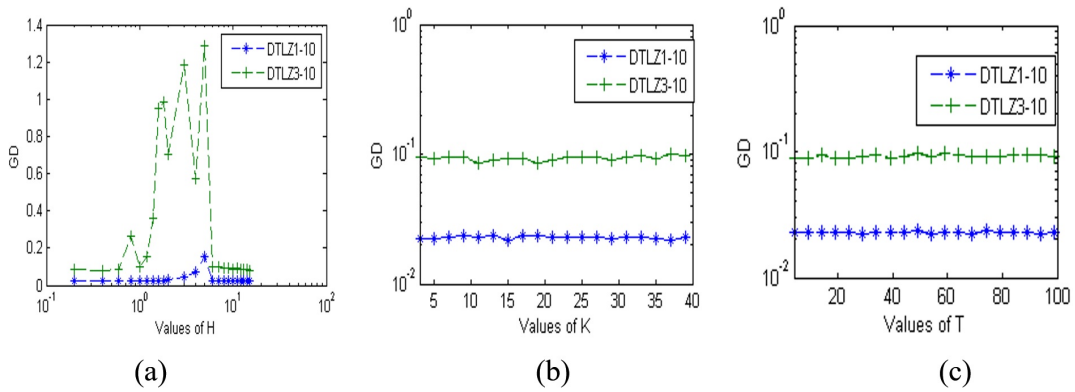 1.4
1.2
1
0.8
0.6
0.4
0.2
0
GD
10^-1
10^0
10^1
10^2
Values of H
DTLZ1-10
DTLZ3-10
(a)
10^0
10^-1
10^-2
GD
5 10 15 20 25 30 35 40
Values of K
DTLZ1-10
DTLZ3-10
(b)
10^0
10^-1
10^-2
GD
20 40 60 80 100
Values of T
DTLZ1-10
DTLZ3-10
(c)